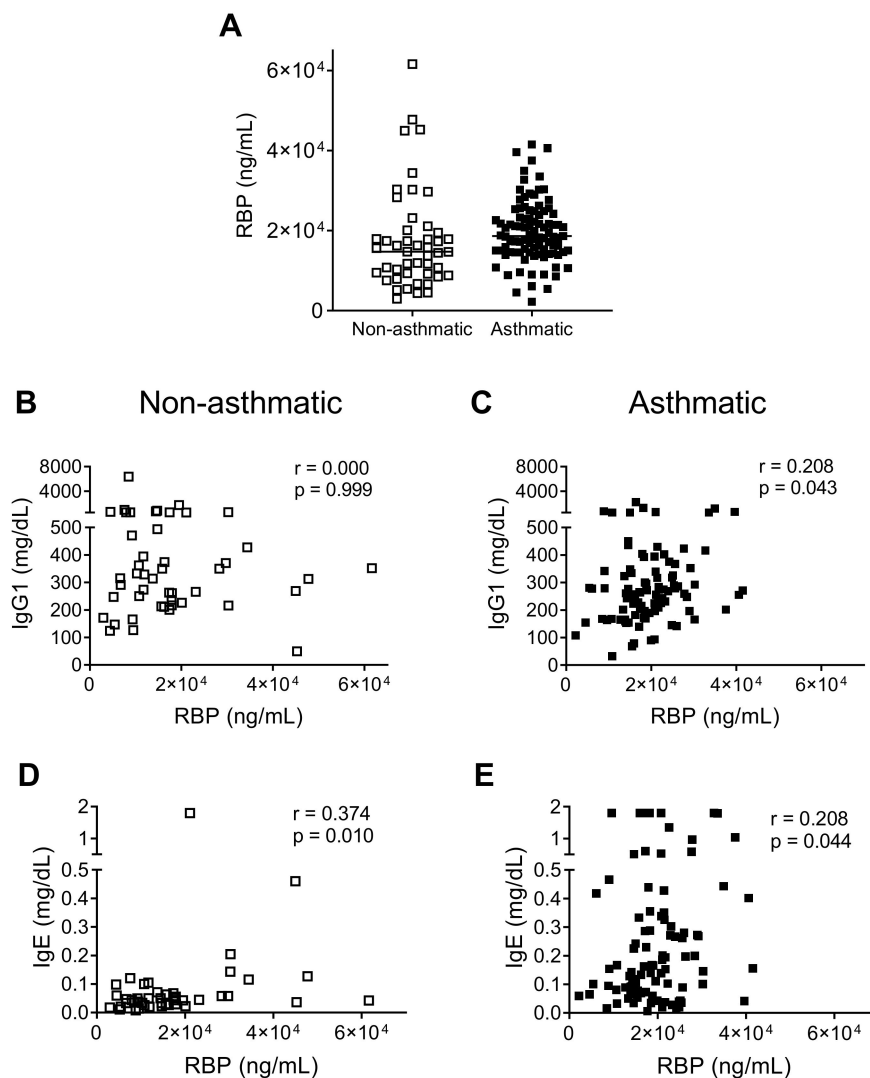 A
RBP (ng/mL)
6×10⁴
4×10⁴
2×10⁴
0
Non-asthmatic
Asthmatic
B
Non-asthmatic
IgG1 (mg/dL)
8000
4000
500
400
300
200
100
0
r = 0.000
p = 0.999
0
2×10⁴
4×10⁴
6×10⁴
RBP (ng/mL)
C
Asthmatic
IgG1 (mg/dL)
8000
4000
500
400
300
200
100
0
r = 0.208
p = 0.043
0
2×10⁴
4×10⁴
6×10⁴
RBP (ng/mL)
D
IgE (mg/dL)
2
1
0.5
0.4
0.3
0.2
0.1
0.0
r = 0.374
p = 0.010
0
2×10⁴
4×10⁴
6×10⁴
RBP (ng/mL)
E
IgE (mg/dL)
2
1
0.5
0.4
0.3
0.2
0.1
0.0
r = 0.208
p = 0.044
0
2×10⁴
4×10⁴
6×10⁴
RBP (ng/mL)